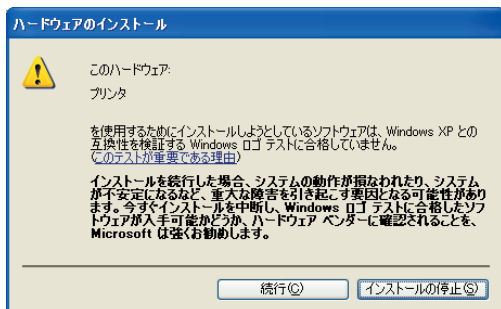 ハードウェアのインストール
このハードウェア:
プリンタ
を使用するためにインストールしようとしているソフトウェアは、Windows XP との
互換性を検証する Windows ロゴ テストに合格していません。
(このテストが重要である理由)
インストールを続行した場合、システムの動作が損なわれたり、システム
が不安定になるなど、重大な障害を引き起こす要因となる可能性があり
ます。今すぐインストールを中断し、Windows ロゴ テストに合格したソフ
トウェアが入手可能かどうか、ハードウェア ベンダーに確認されることを、
Microsoft は強くお勧めします。
続行(C)
インストールの停止(S)